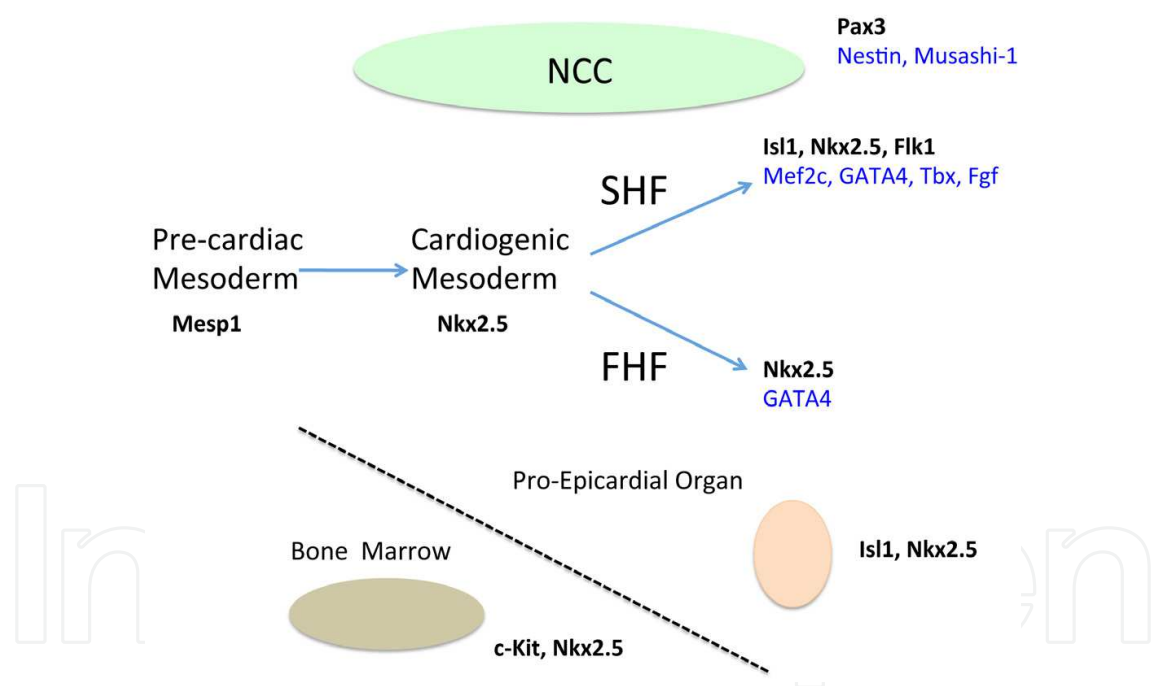 Pax3
Nestin, Musashi-1
NCC
Isl1, Nkx2.5, Flk1
Mef2c, GATA4, Tbx, Fgf
SHF
Pre-cardiac
Mesoderm
Mesp1
Cardiogenic
Mesoderm
Nkx2.5
FHF
Nkx2.5
GATA4
Pro-Epicardial Organ
Isl1, Nkx2.5
Bone Marrow
c-Kit, Nkx2.5